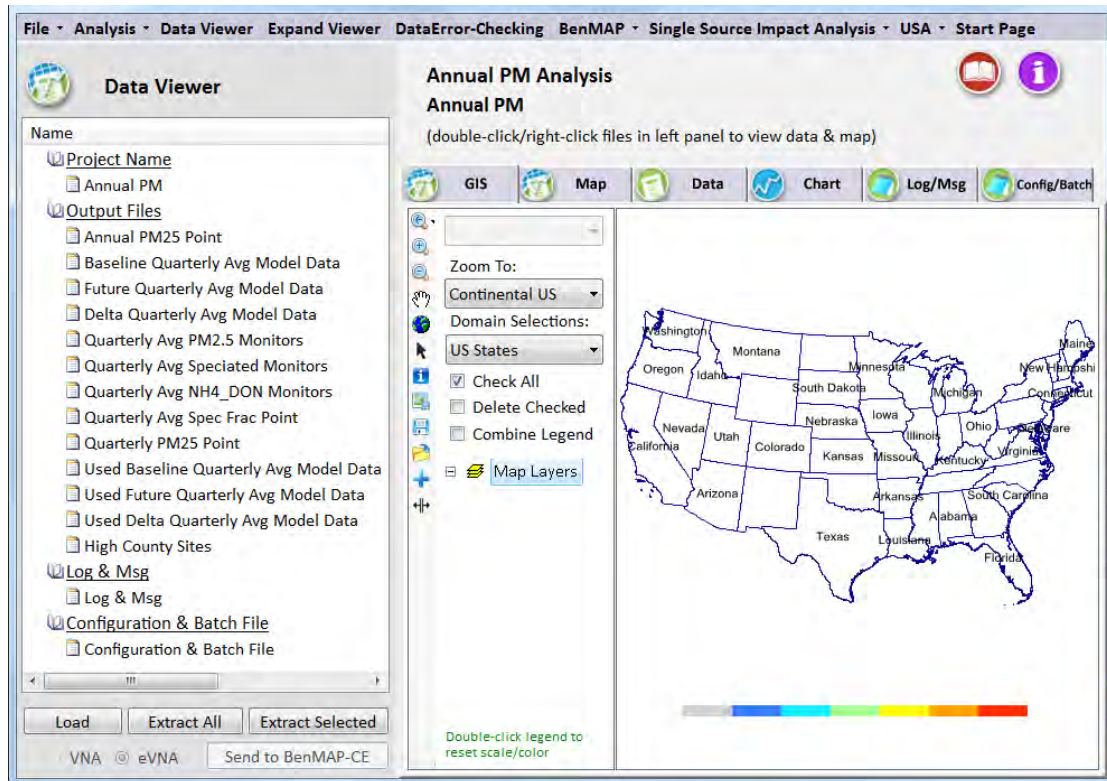 File Analysis Data Viewer Expand Viewer DataError-Checking BenMAP Single Source Impact Analysis USA Start Page
Data Viewer
Name
Project Name
Annual PM
Output Files
Annual PM25 Point
Baseline Quarterly Avg Model Data
Future Quarterly Avg Model Data
Delta Quarterly Avg Model Data
Quarterly Avg PM2.5 Monitors
Quarterly Avg Speciated Monitors
Quarterly Avg NH4_DON Monitors
Quarterly Avg Spec Frac Point
Quarterly PM25 Point
Used Baseline Quarterly Avg Model Data
Used Future Quarterly Avg Model Data
Used Delta Quarterly Avg Model Data
High County Sites
Log & Msg
Log & Msg
Configuration & Batch File
Configuration & Batch File
Load Extract All Extract Selected
VNA eVNA Send to BenMAP-CE
Annual PM Analysis
Annual PM
(double-click/right-click files in left panel to view data & map)
GIS Map Data Chart Log/Msg Config/Batch
Zoom To:
Continental US
Domain Selections:
US States
Check All
Delete Checked
Combine Legend
Map Layers
Double-click legend to
reset scale/color
Washington
Montana
Maine
Oregon
Idaho
Minnesota
New Hampshi
South Dakota
Michigan
Connecticut
Nebraska
Iowa
Nevada
Utah
Illinois
Ohio
Delaware
California
Colorado
Kansas
Missouri
Kentucky
Virginia
Arizona
Arkansas
South Carolina
Alabama
Texas
Louisiana
Florida